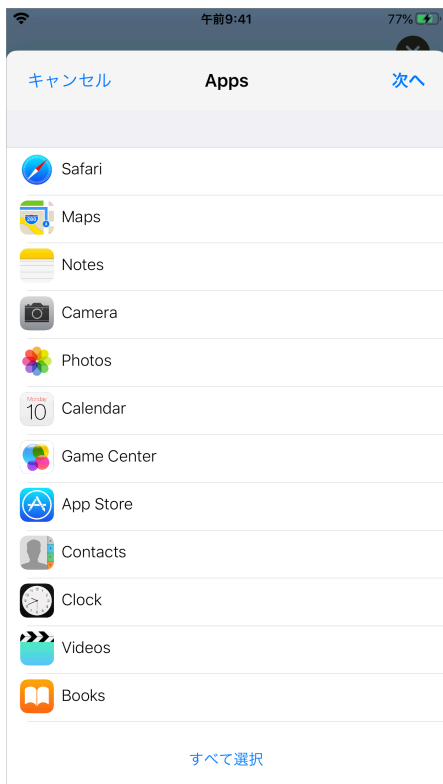 午前9:41
77%
キャンセル
Apps
次へ
Safari
280
Maps
Notes
Camera
Photos
Monday
10
Calendar
Game Center
App Store
Contacts
Clock
Videos
Books
すべて選択